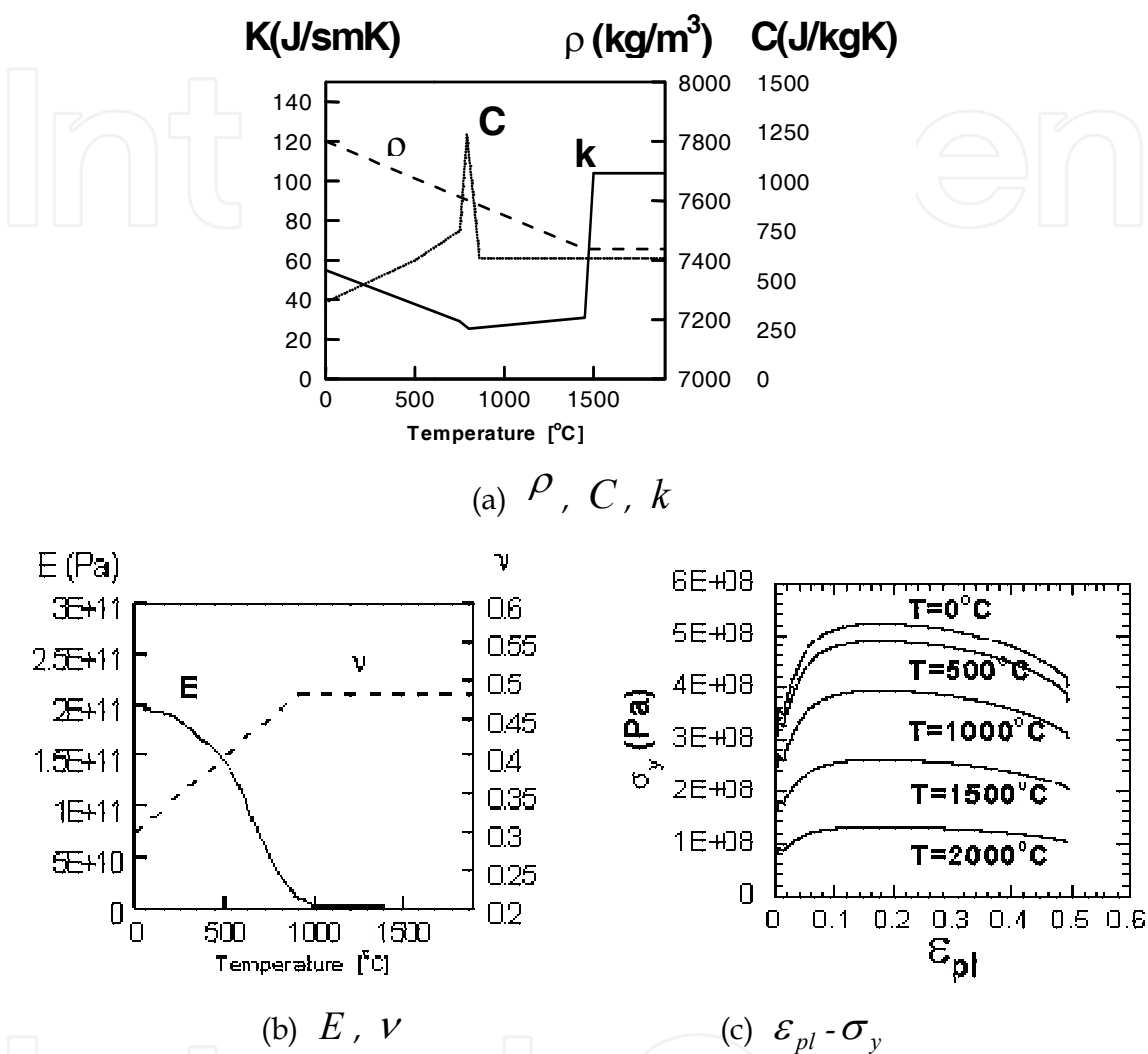 K(J/smK) ρ (kg/m³) C(J/kgK)
140
120
100
80
60
40
20
0
8000
7800
7600
7400
7200
7000
1500
1250
1000
750
500
250
0
ρ
C
k
0 500 1000 1500
Temperature [°C]
(a) ρ , C , k
E (Pa)
3E+11
2.5E+11
2E+11
1.5E+11
1E+11
5E+10
0
ν
0.6
0.55
0.5
0.45
0.4
0.35
0.3
0.25
0.2
E
ν
0 500 1000 1500
Temperature [°C]
(b) E , ν
σy (Pa)
6E+08
5E+08
4E+08
3E+08
2E+08
1E+08
0
T=0°C
T=500°C
T=1000°C
T=1500°C
T=2000°C
0 0.1 0.2 0.3 0.4 0.5 0.6
εpl
(c) εpl - σy
Int en